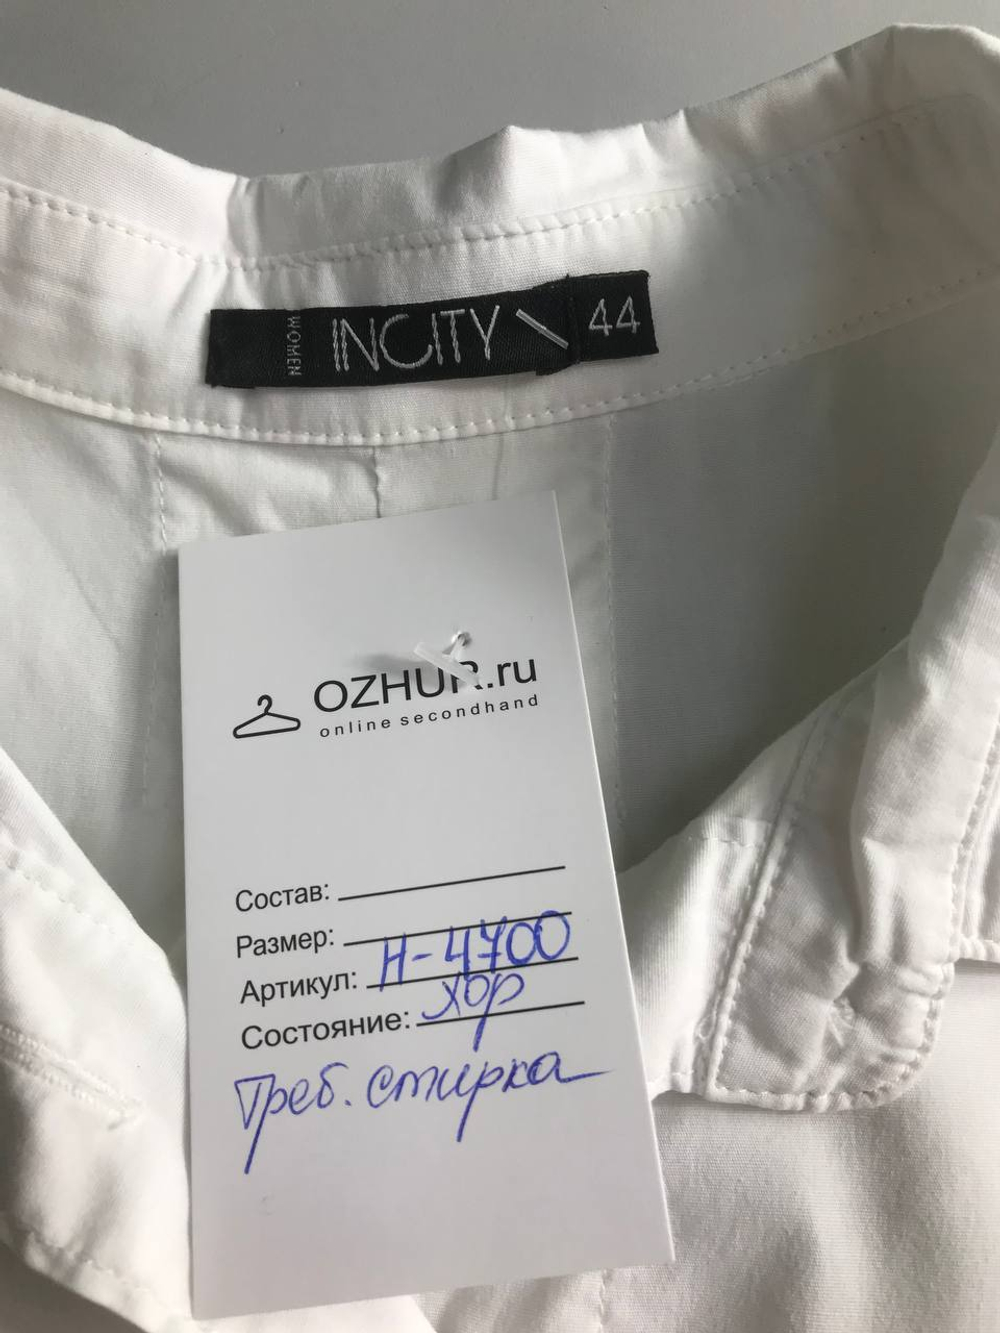 WOMEN INCITY 44
OZHUR.ru
online secondhand
Состав:
Размер:
Артикул: Н-4700
Состояние: хор
Треб. стирка